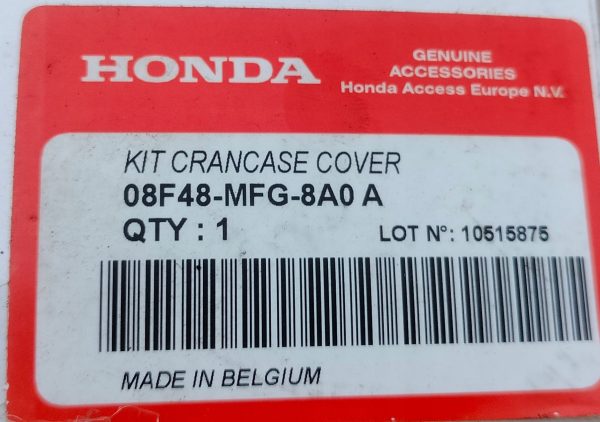 HONDA
GENUINE
ACCESSORIES
Honda Access Europe N.V.
KIT CRANCASE COVER
08F48-MFG-8A0 A
QTY : 1
LOT N°: 10515875
MADE IN BELGIUM